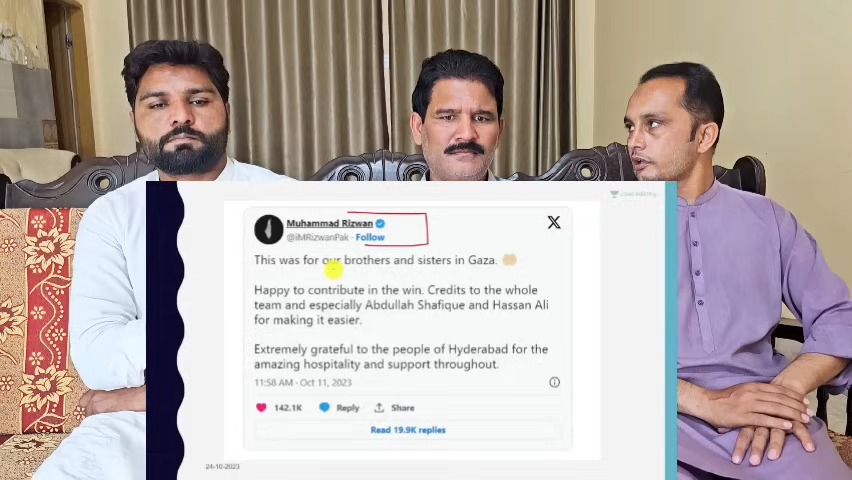 Muhammad Rizwan
@iMRizwanPak · Follow
X
This was for our brothers and sisters in Gaza. 🤲🏼
Happy to contribute in the win. Credits to the whole
team and especially Abdullah Shafique and Hassan Ali
for making it easier.
Extremely grateful to the people of Hyderabad for the
amazing hospitality and support throughout.
11:58 AM · Oct 11, 2023
142.1K Reply Share
Read 19.9K replies
24-10-2023